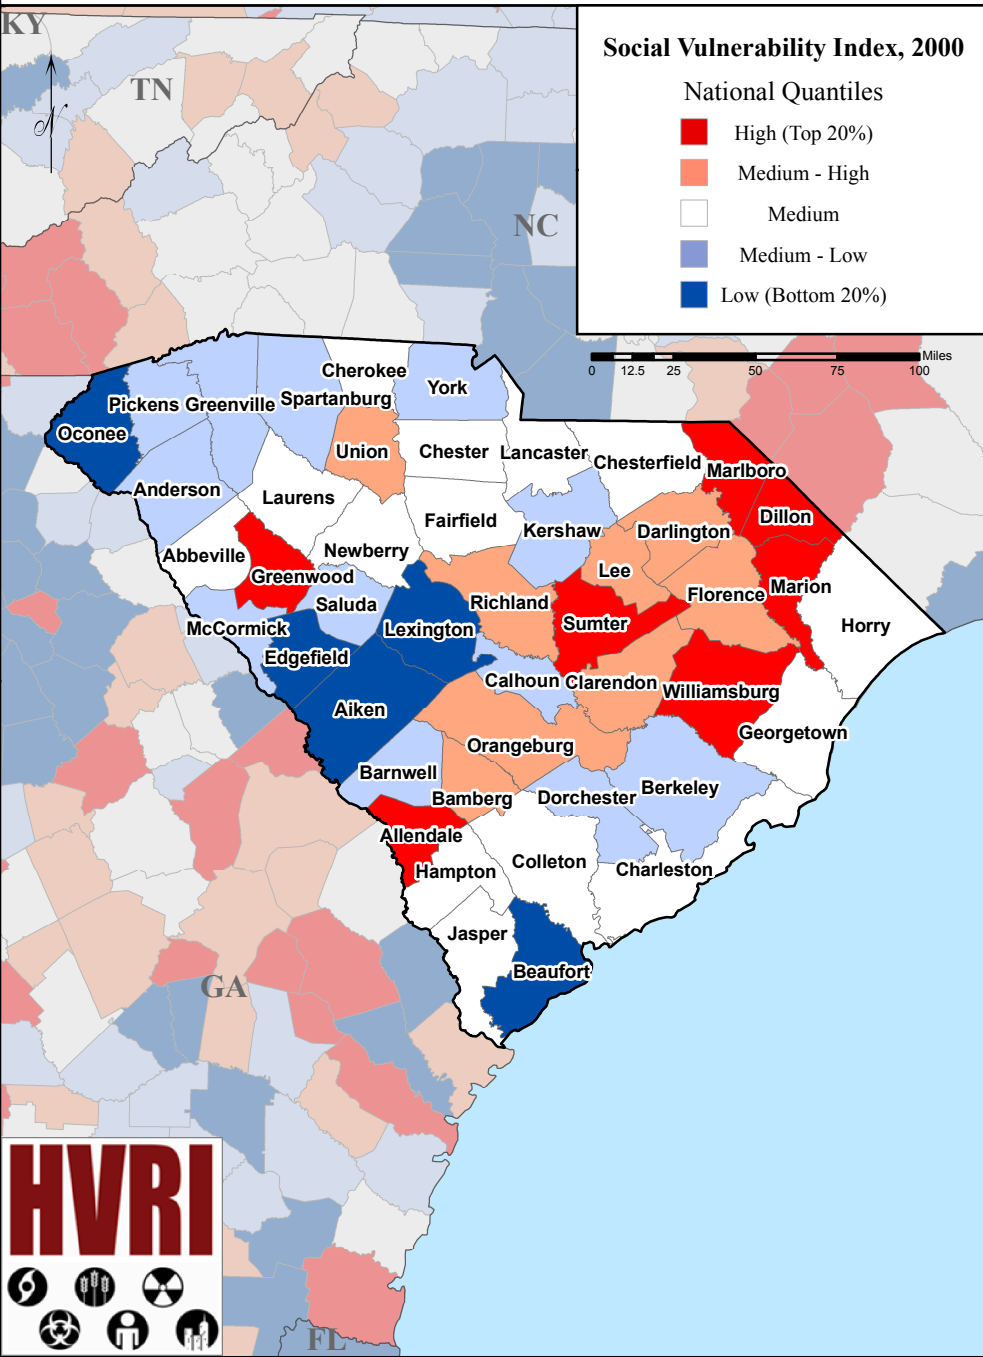 KY
Social Vulnerability Index, 2000
National Quantiles
High (Top 20%)
Medium - High
Medium
Medium - Low
Low (Bottom 20%)
TN
N
NC
Miles
0 12.5 25 50 75 100
Cherokee
York
Pickens Greenville Spartanburg
Oconee
Union
Chester Lancaster
Chesterfield
Marlboro
Anderson
Laurens
Fairfield
Kershaw
Darlington
Dillon
Abbeville
Newberry
Greenwood
Lee
Marion
Saluda
Richland
Florence
McCormick
Lexington
Sumter
Horry
Edgefield
Calhoun Clarendon
Williamsburg
Aiken
Georgetown
Orangeburg
Barnwell
Bamberg
Dorchester
Berkeley
Allendale
Hampton
Colleton
Charleston
Jasper
Beaufort
GA
HVRI
FL